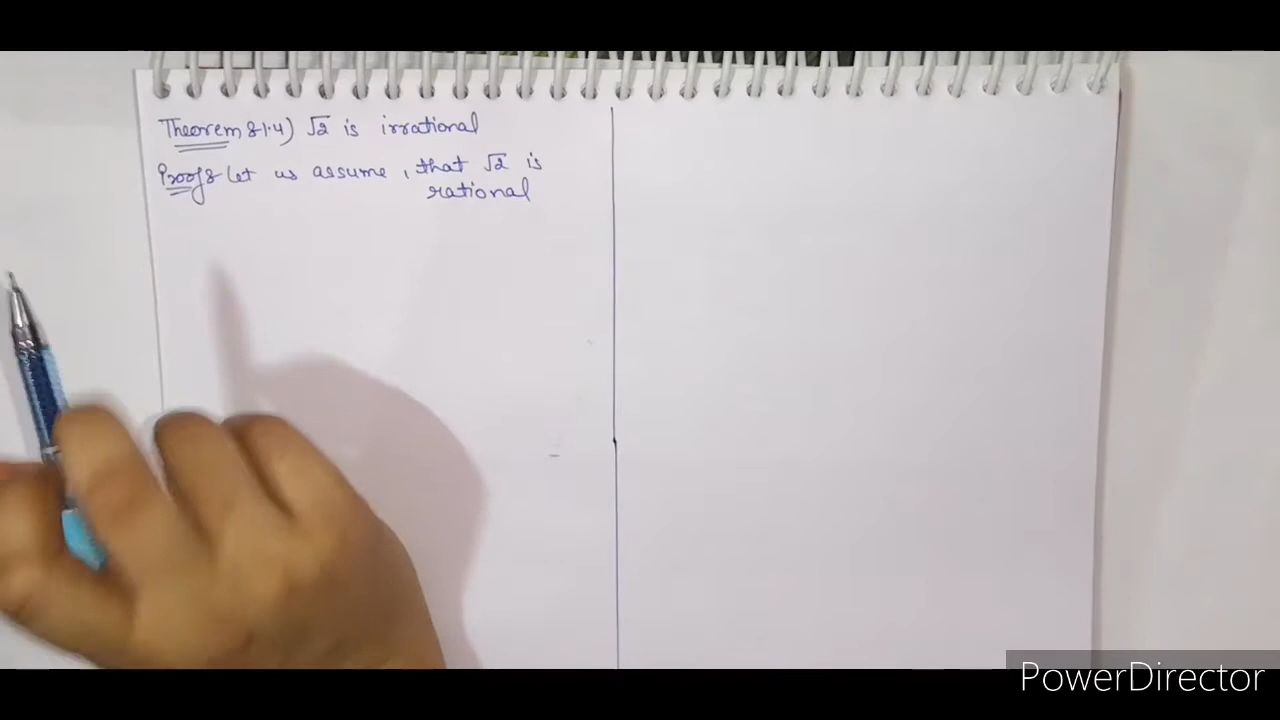 Theorem 8 1.4) √2 is irrational
Proof : Let us assume, that √2 is
rational
PowerDirector